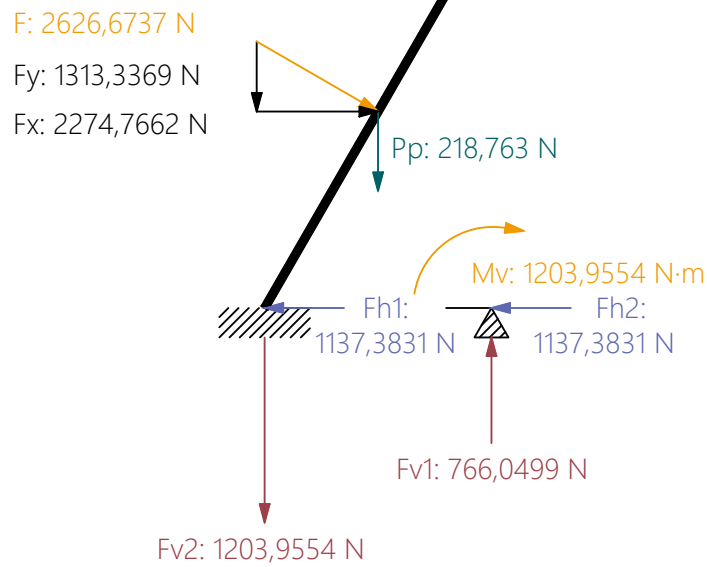 F: 2626,6737 N
Fy: 1313,3369 N
Fx: 2274,7662 N
Pp: 218,763 N
Mv: 1203,9554 N·m
Fh1:
1137,3831 N
Fh2:
1137,3831 N
Fv1: 766,0499 N
Fv2: 1203,9554 N